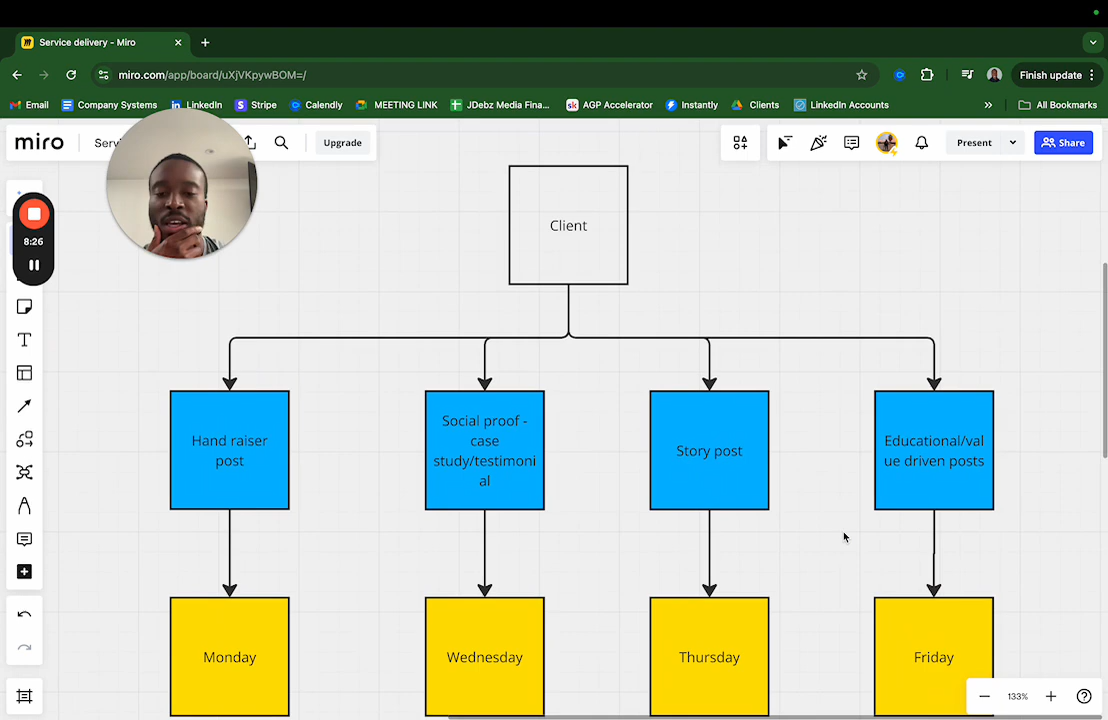 Service delivery - Miro
miro.com/app/board/uXjVKpywBOM=/
Finish update
Email
Company Systems
LinkedIn
Stripe
Calendly
MEETING LINK
JDebz Media Fina...
AGP Accelerator
Instantly
Clients
LinkedIn Accounts
»
All Bookmarks
miro
Servi
Upgrade
Present
Share
8:26
Client
Hand raiser
post
Social proof -
case
study/testimoni
al
Story post
Educational/val
ue driven posts
Monday
Wednesday
Thursday
Friday
133%